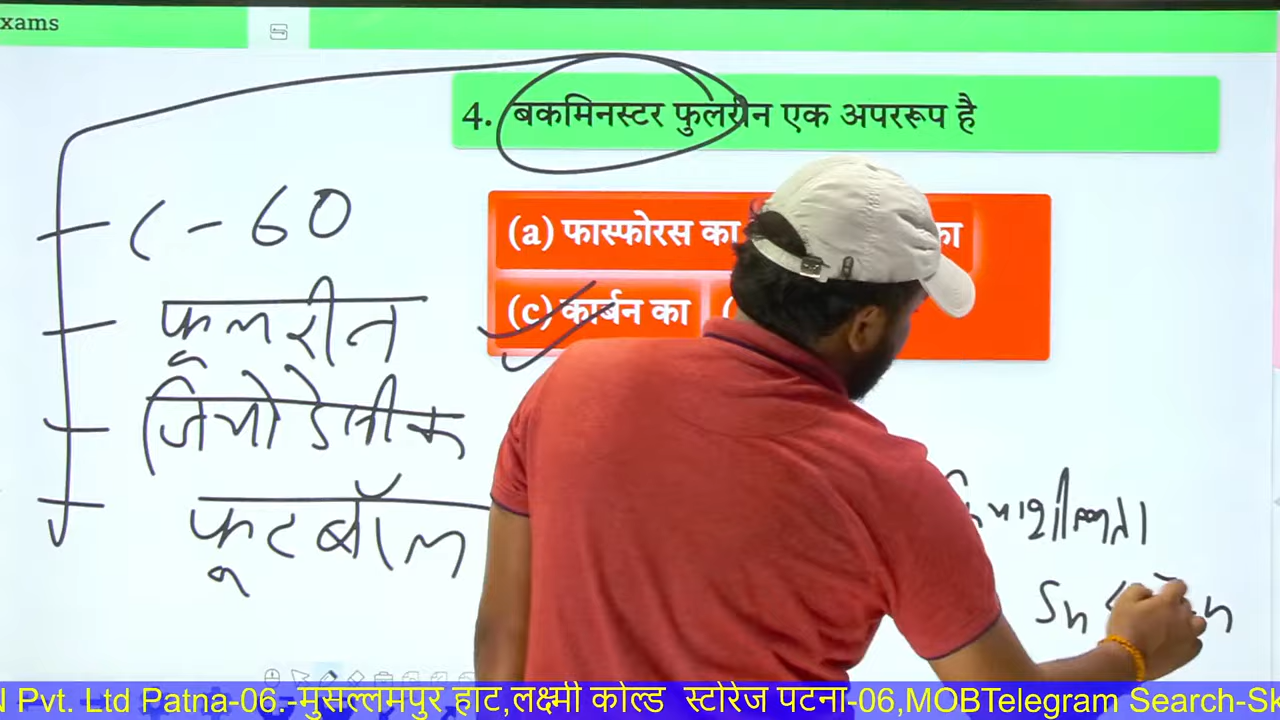 xams
4. बकमिनस्टर फुलरीन एक अपररूप है
(a) फास्फोरस का
का
(c) कार्बन का (
C - 60
फूलरीन
जियोडेसीक
फूटबॉल
Sn <
N Pvt. Ltd Patna-06.-मुसल्लमपुर हाट,लक्ष्मी कोल्ड स्टोरेज पटना-06,MOBTelegram Search-Sk